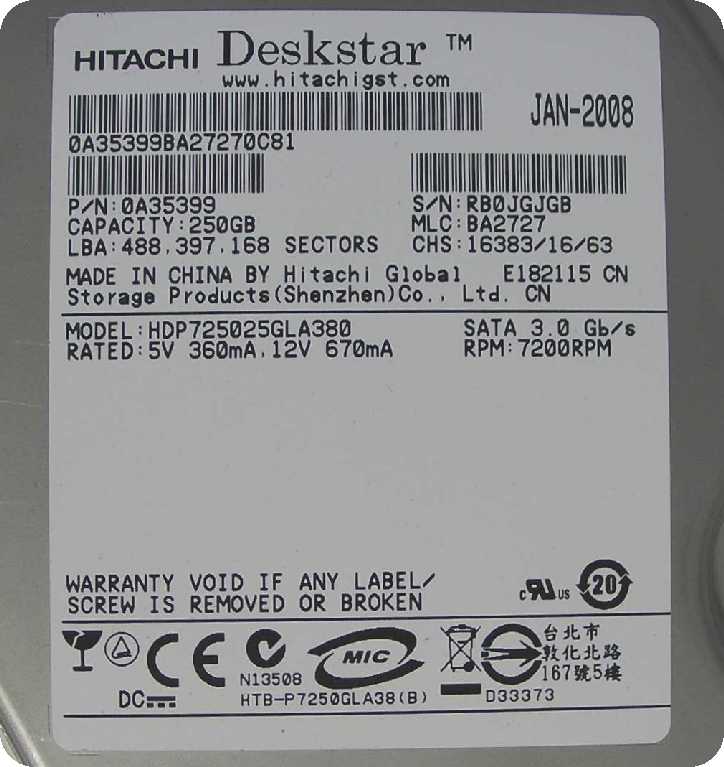 HITACHI Deskstar ™
www.hitachigst.com
JAN-2008
0A35399BA27270C81
P/N:0A35399 S/N:RB0JGJGB
CAPACITY:250GB MLC:BA2727
LBA:488,397,168 SECTORS CHS:16383/16/63
MADE IN CHINA BY Hitachi Global E182115 CN
Storage Products(Shenzhen)Co., Ltd. CN
MODEL:HDP725025GLA380 SATA 3.0 Gb/s
RATED:5V 360mA,12V 670mA RPM:7200RPM
WARRANTY VOID IF ANY LABEL/
SCREW IS REMOVED OR BROKEN
c RU US 20
CE N13508 MIC
台北市
敦化北路
167號5樓
DC HTB-P7250GLA38(B) D33373